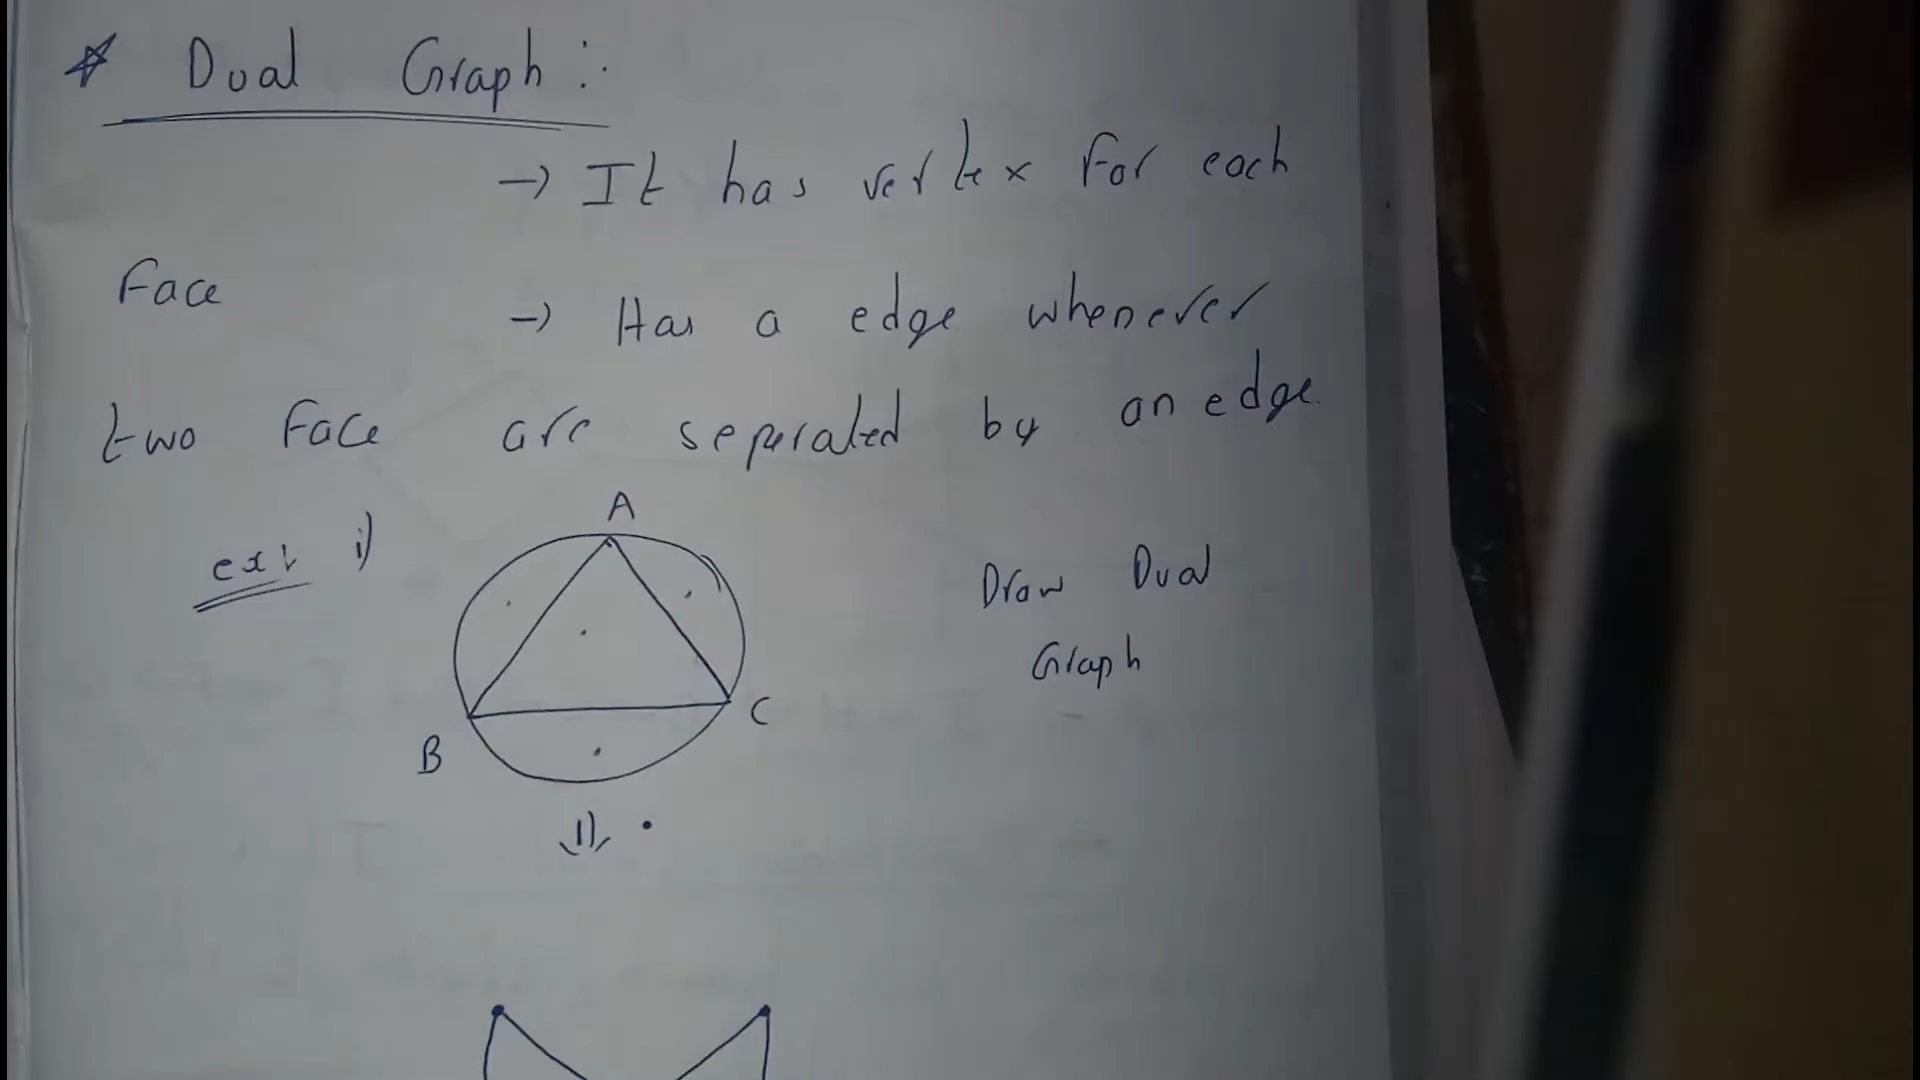 * Dual Graph :
→ It has vertex for each
Face
→ Has a edge whenever
two Face are seperated by an edge.
ex: i)
A
Draw Dual
Graph
B
C